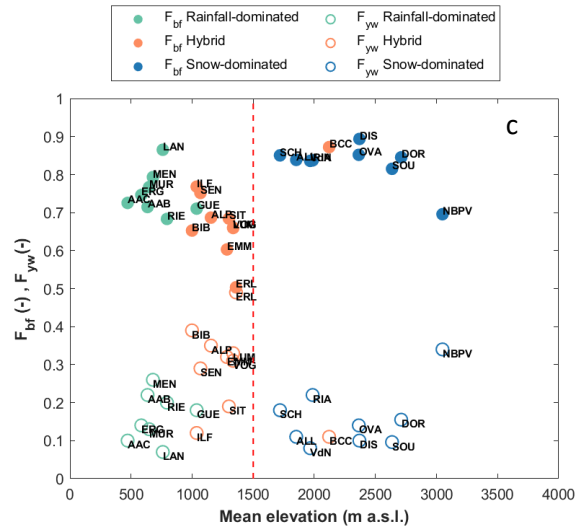 F_bf Rainfall-dominated F_yw Rainfall-dominated
F_bf Hybrid F_yw Hybrid
F_bf Snow-dominated F_yw Snow-dominated
C
1
0.9
0.8
0.7
0.6
0.5
0.4
0.3
0.2
0.1
0
F_bf (-) , F_yw (-)
LAN
MEN
MUR
ERG
AAC
AAB
RIE
GUE
ILF
SEN
ALP
SIT
BIB
VOG
EMM
ERL
ERL
SCH
ALL
RIA
BCC
DIS
OVA
DOR
SOU
NBPV
BIB
ALP
LUM
VOG
SEN
MEN
AAB
RIE
GUE
SIT
ERG
MUR
AAC
LAN
ILF
NBPV
RIA
SCH
ALL
VdN
BCC
OVA
DIS
DOR
SOU
0 500 1000 1500 2000 2500 3000 3500 4000
Mean elevation (m a.s.l.)